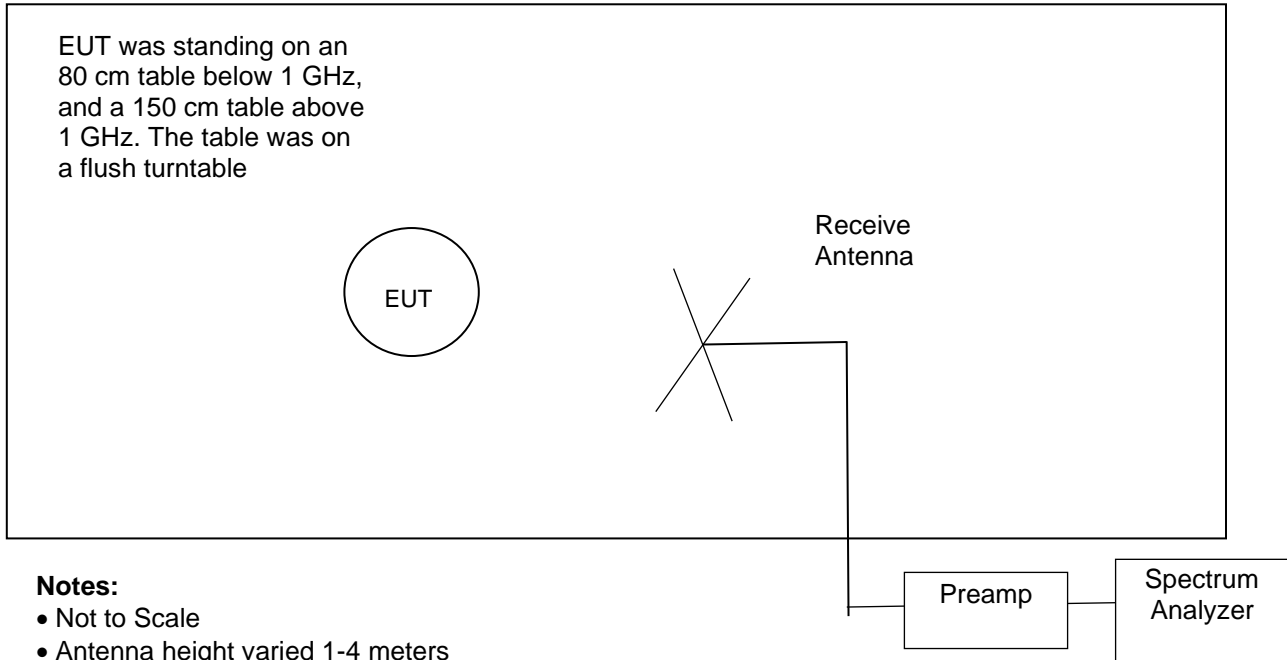 EUT was standing on an
80 cm table below 1 GHz,
and a 150 cm table above
1 GHz. The table was on
a flush turntable
Receive
Antenna
EUT
Preamp
Spectrum
Analyzer
Notes:
• Not to Scale
• Antenna height varied 1-4 meters